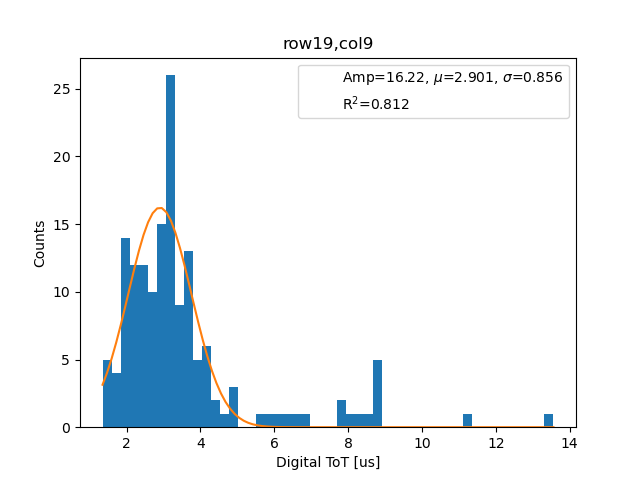 row19,col9
Amp=16.22, μ=2.901, σ=0.856
R²=0.812
Counts
25
20
15
10
5
0
2 4 6 8 10 12 14
Digital ToT [us]